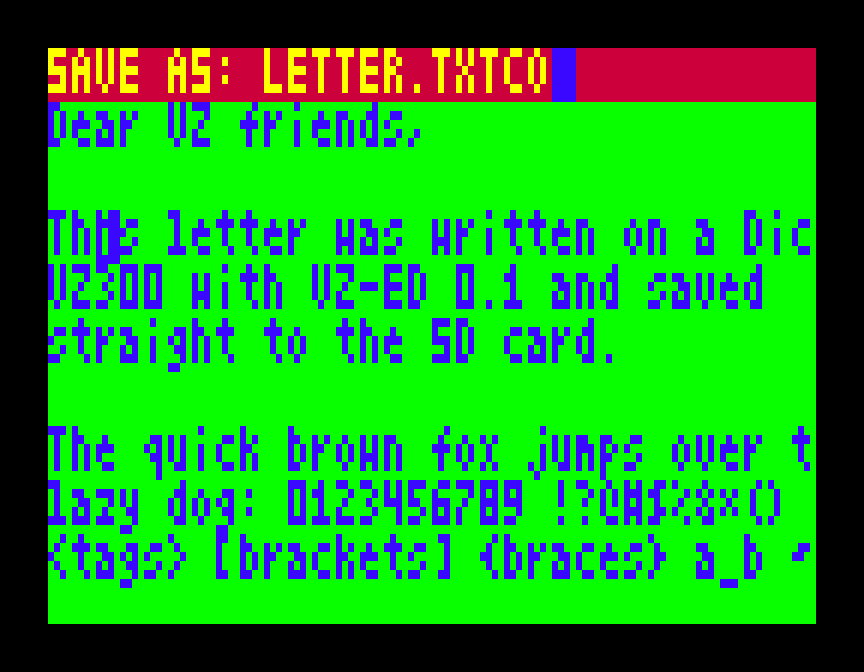 SAVE AS: LETTER.TXTCO
Dear VZ friends,
This letter was written on a Dic
VZ300 with VZ-ED 0.1 and saved
straight to the SD card.
The quick brown fox jumps over t
lazy dog: 0123456789 !?@#$%&*()
<tags> [brackets] {braces} a_b ~